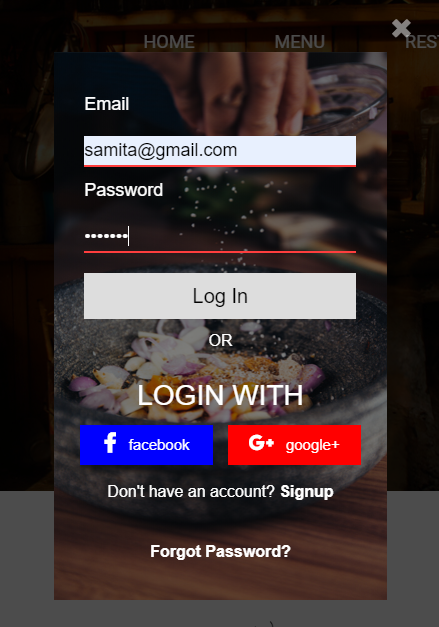 HOME MENU RES
Email
samita@gmail.com
Password
•••••••
Log In
OR
LOGIN WITH
f facebook G+ google+
Don't have an account? Signup
Forgot Password?